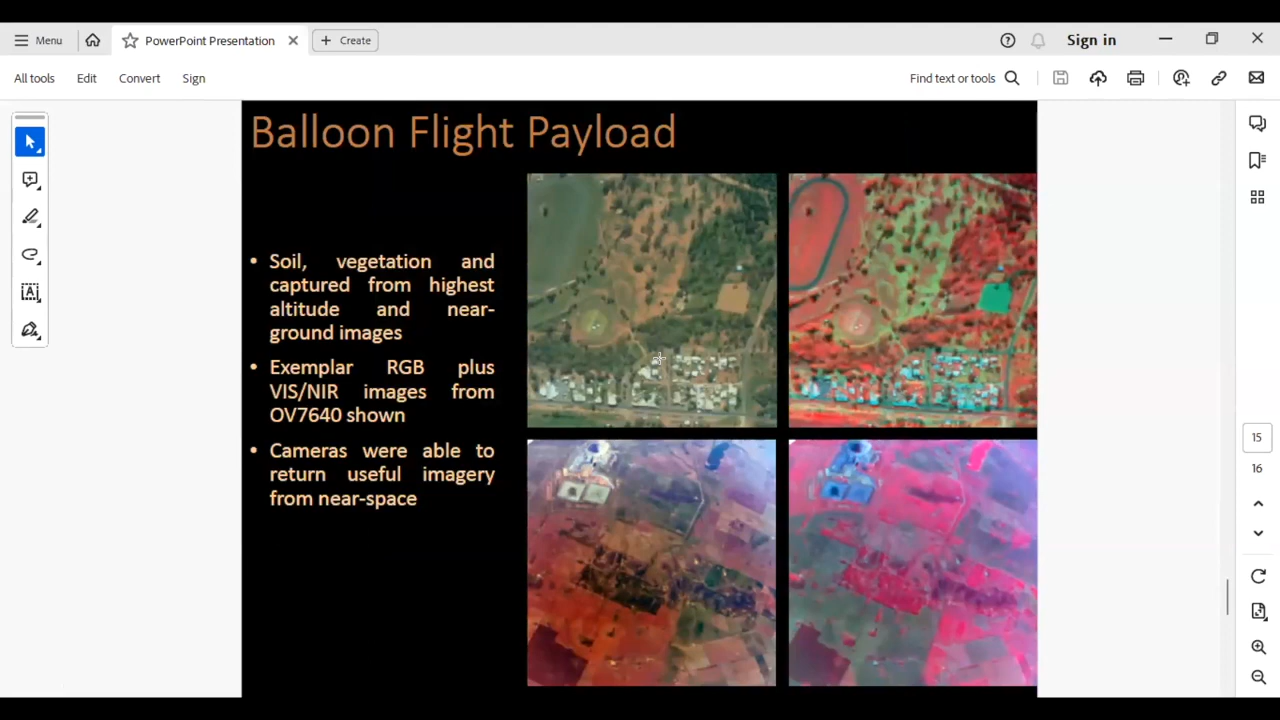 Menu
PowerPoint Presentation
Create
Sign in
All tools
Edit
Convert
Sign
Find text or tools
Balloon Flight Payload
• Soil, vegetation and
captured from highest
altitude and near-
ground images
• Exemplar RGB plus
VIS/NIR images from
OV7640 shown
• Cameras were able to
return useful imagery
from near-space
15
16